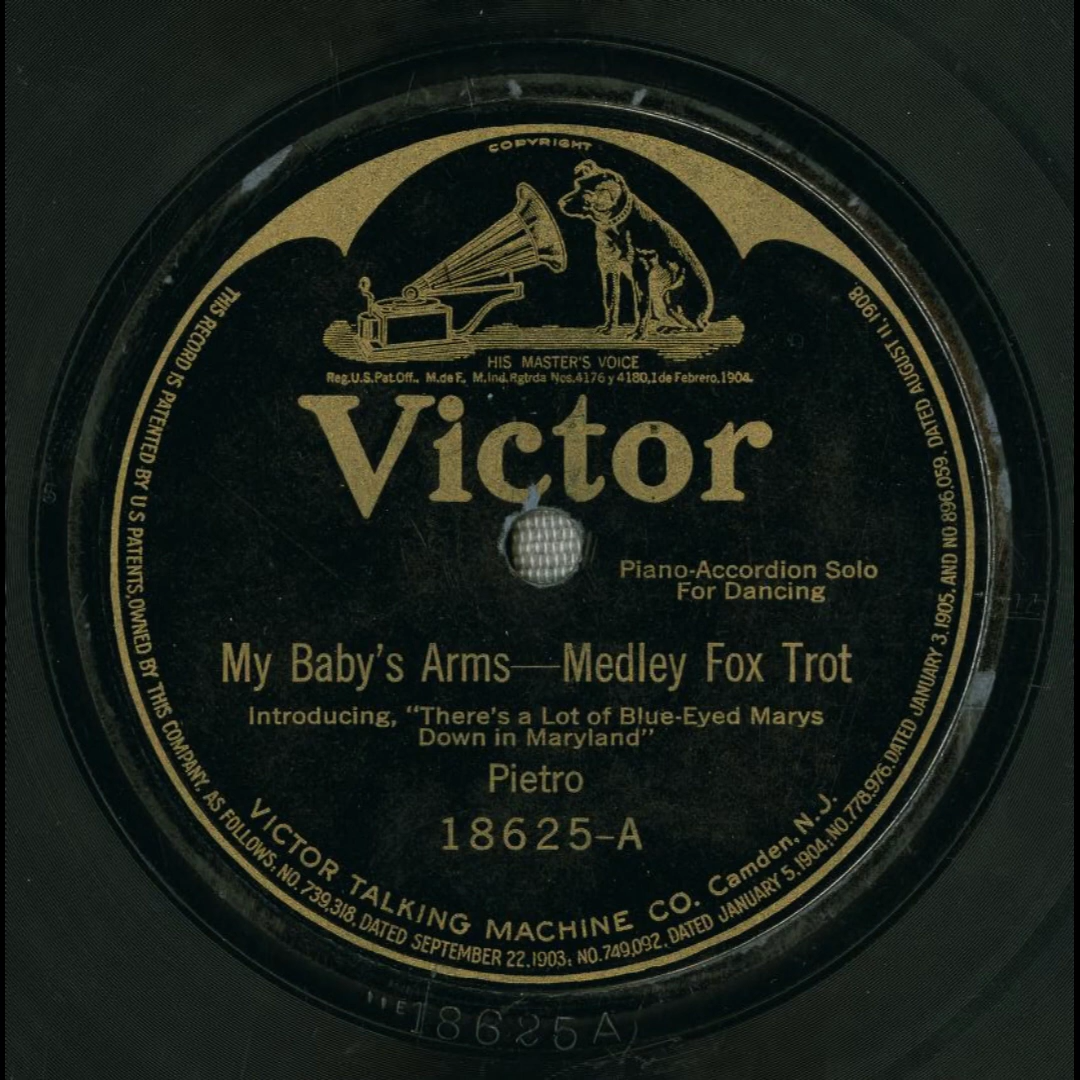 COPYRIGHT
HIS MASTER'S VOICE
Reg.U.S.Pat.Off., M.de F., M.Ind.Rgtrda Nos.4176 y 4180,1 de Febrero,1904.
Victor
Piano-Accordion Solo
For Dancing
My Baby's Arms—Medley Fox Trot
Introducing, "There's a Lot of Blue-Eyed Marys
Down in Maryland"
Pietro
18625-A
VICTOR TALKING MACHINE CO. Camden, N.J.
THIS RECORD IS PATENTED BY U S PATENTS, OWNED BY THIS COMPANY, AS FOLLOWS, NO. 739,318, DATED SEPTEMBER 22, 1903; NO. 749,092, DATED JANUARY 5, 1904; NO. 778,976, DATED JANUARY 3, 1905, AND NO 896,059, DATED AUGUST 11, 1908.
18625A